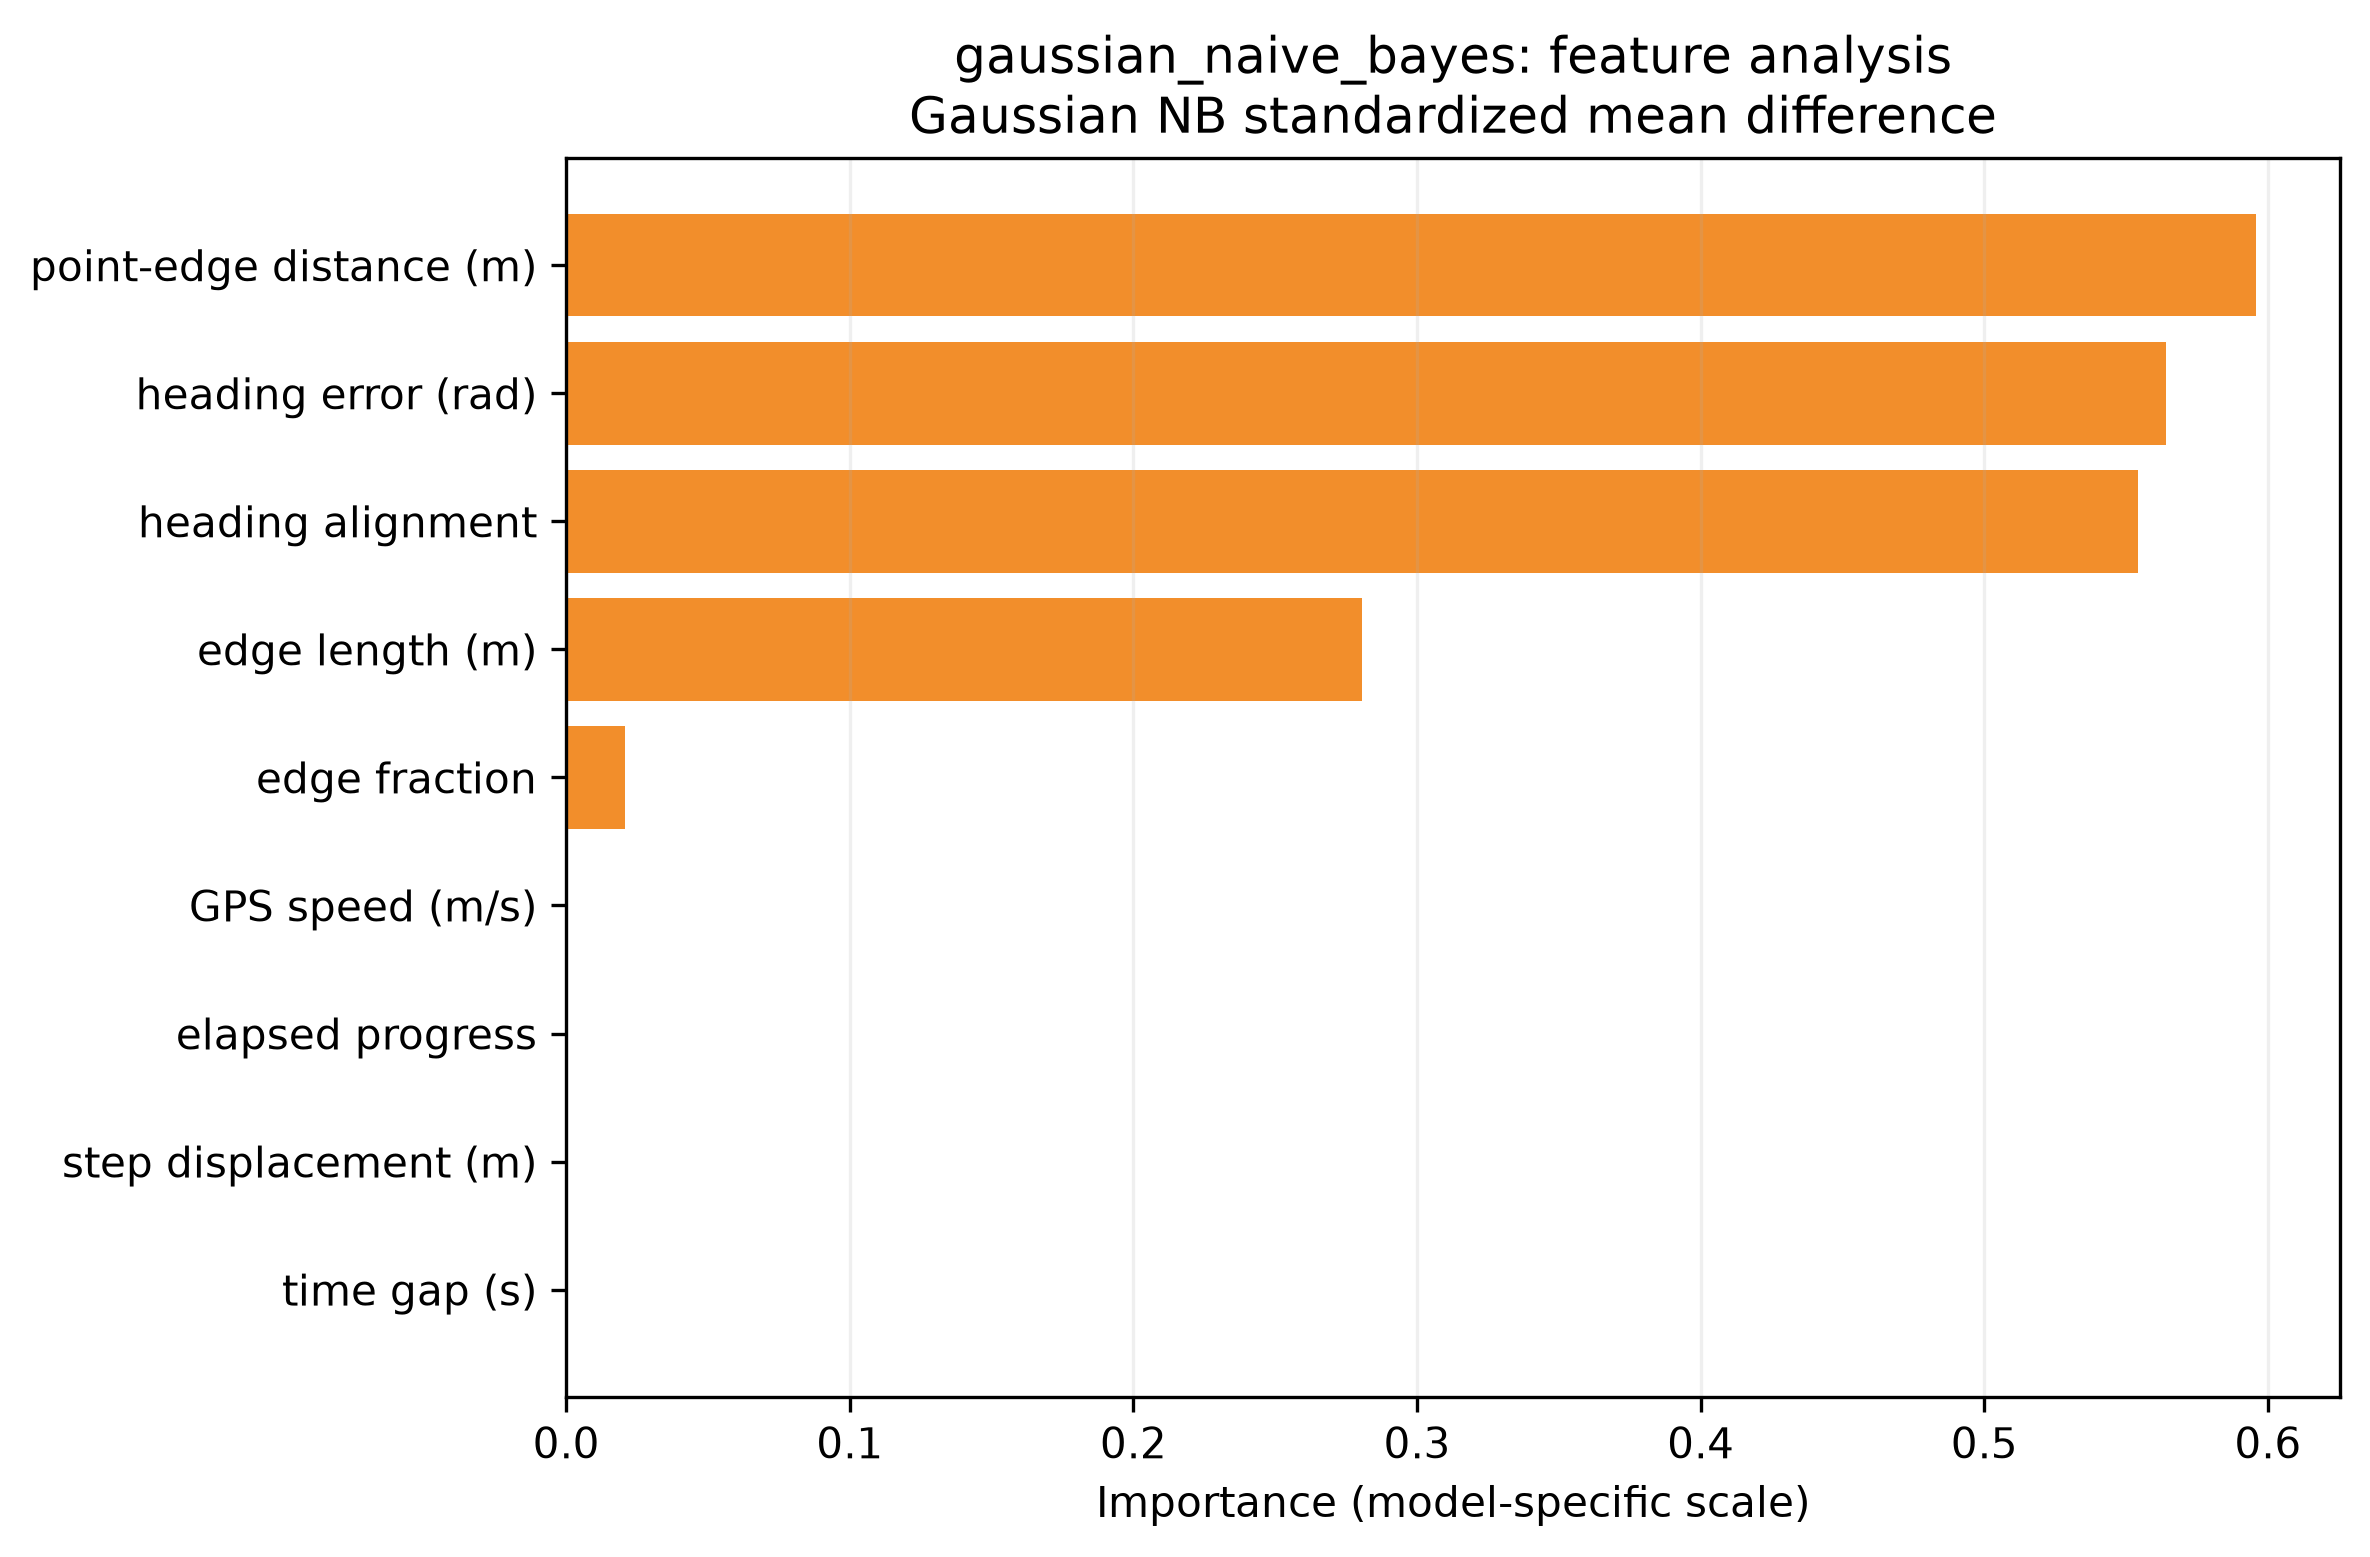 gaussian_naive_bayes: feature analysis
Gaussian NB standardized mean difference
point-edge distance (m)
heading error (rad)
heading alignment
edge length (m)
edge fraction
GPS speed (m/s)
elapsed progress
step displacement (m)
time gap (s)
0.0 0.1 0.2 0.3 0.4 0.5 0.6
Importance (model-specific scale)